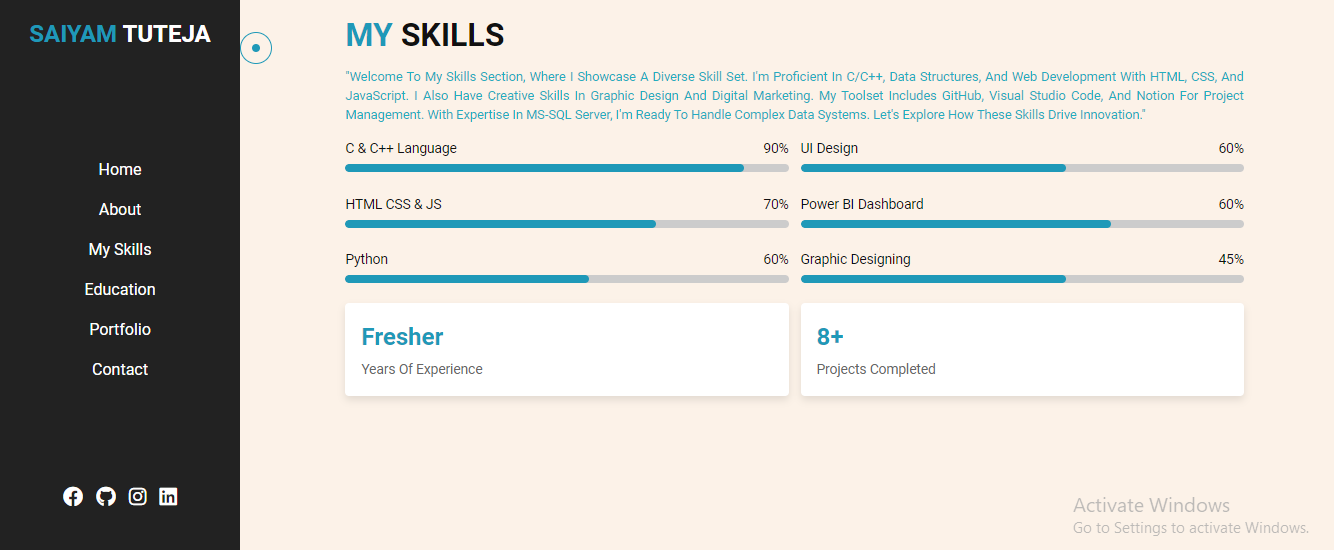 SAIYAM TUTEJA
Home
About
My Skills
Education
Portfolio
Contact
MY SKILLS
"Welcome To My Skills Section, Where I Showcase A Diverse Skill Set. I'm Proficient In C/C++, Data Structures, And Web Development With HTML, CSS, And
JavaScript. I Also Have Creative Skills In Graphic Design And Digital Marketing. My Toolset Includes GitHub, Visual Studio Code, And Notion For Project
Management. With Expertise In MS-SQL Server, I'm Ready To Handle Complex Data Systems. Let's Explore How These Skills Drive Innovation."
C & C++ Language 90%
UI Design 60%
HTML CSS & JS 70%
Power BI Dashboard 60%
Python 60%
Graphic Designing 45%
Fresher
Years Of Experience
8+
Projects Completed
Activate Windows
Go to Settings to activate Windows.